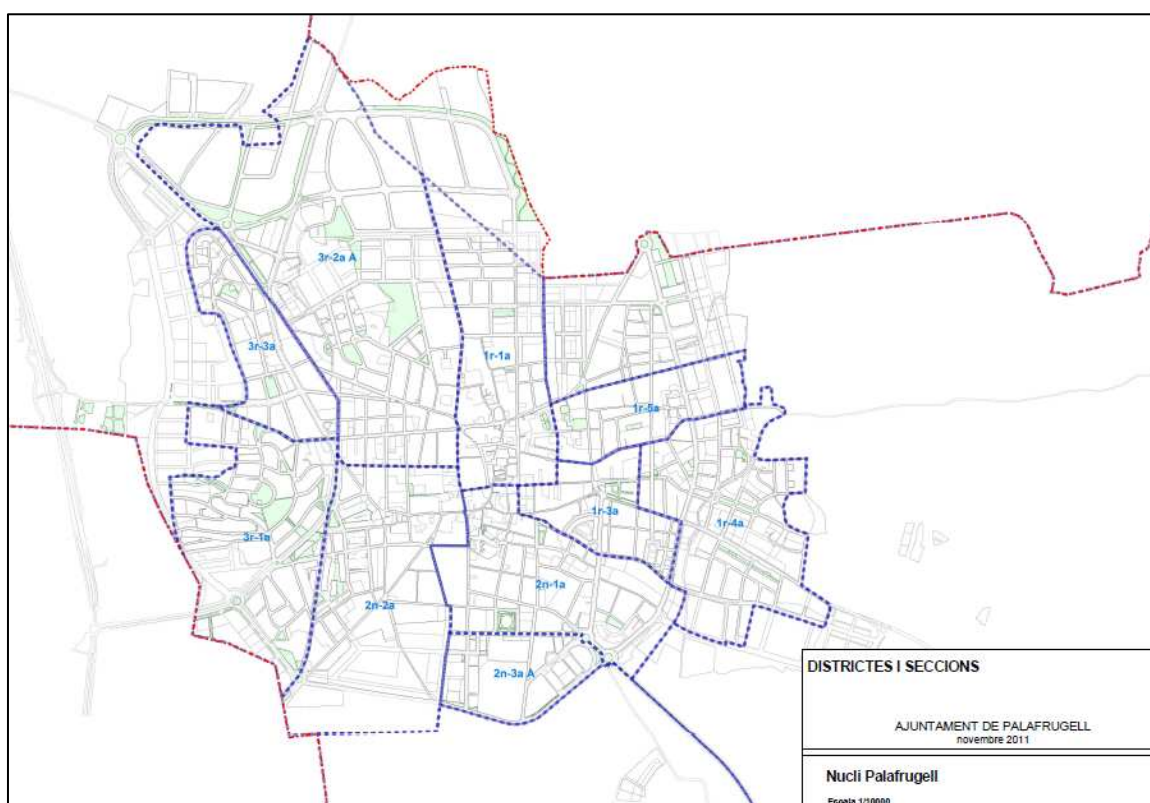 3r-2a A
3r-3a
1r-1a
1r-5a
1r-3a
1r-4a
3r-1a
2n-1a
2n-2a
2n-3a A
DISTRICTES I SECCIONS
AJUNTAMENT DE PALAFRUGELL
novembre 2011
Nucli Palafrugell
Escala 1/10000